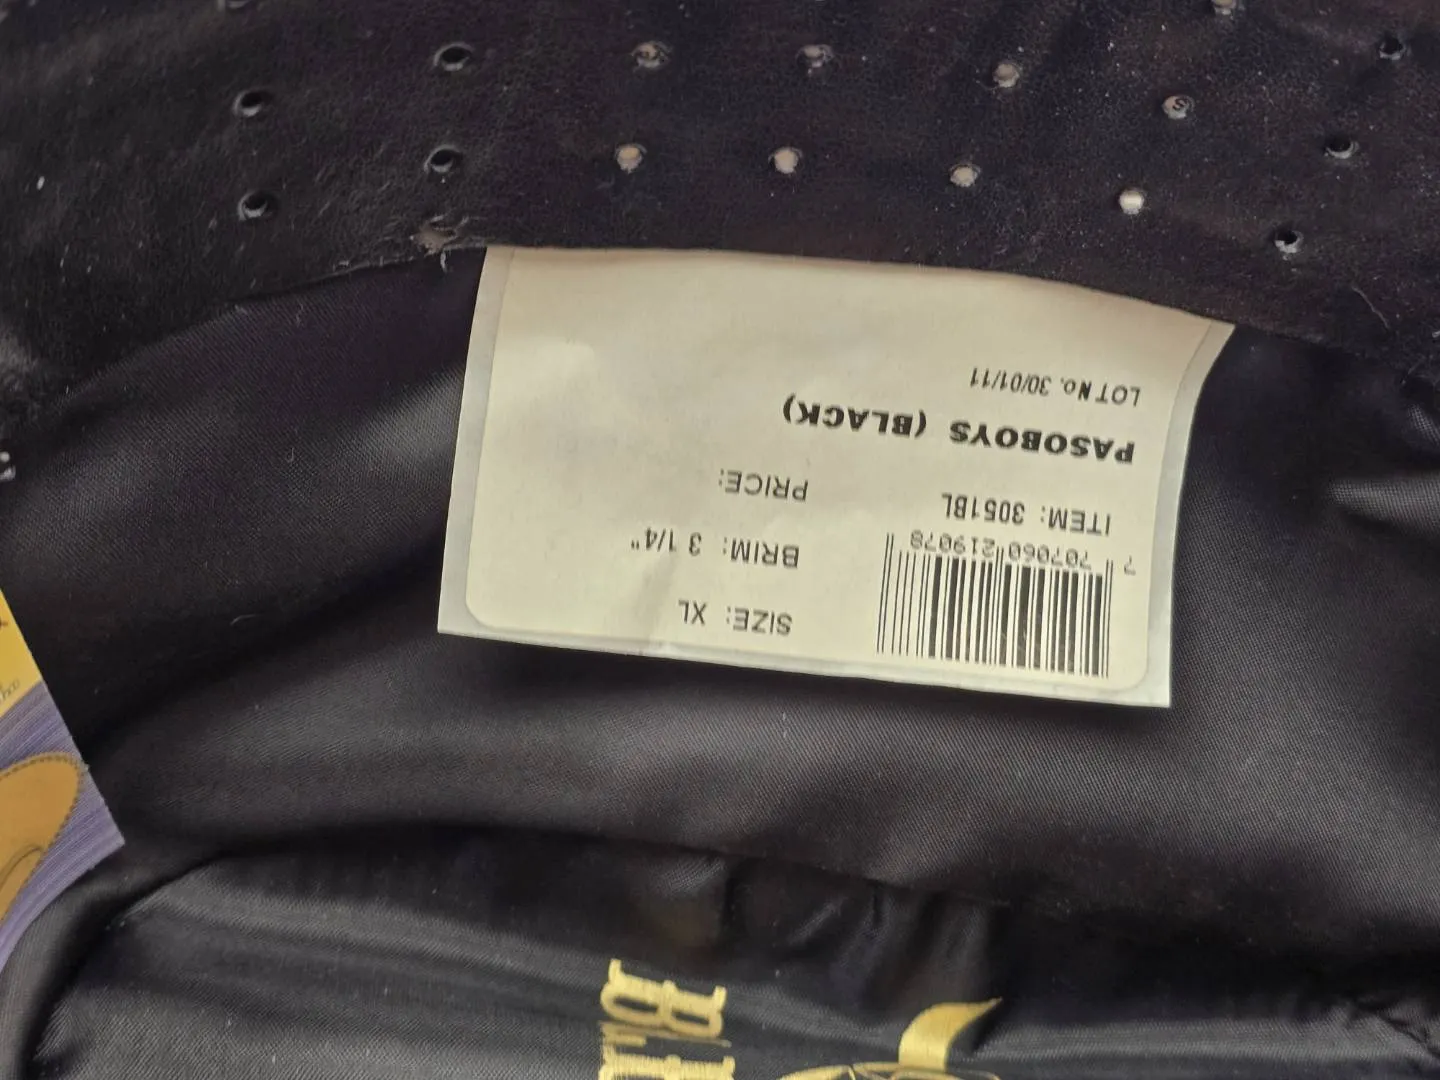 LOT No. 30/01/11
PASOBOYS (BLACK)
ITEM: 3051BL
PRICE:
7 707060 219078
BRIM: 3 1/4"
SIZE: XL